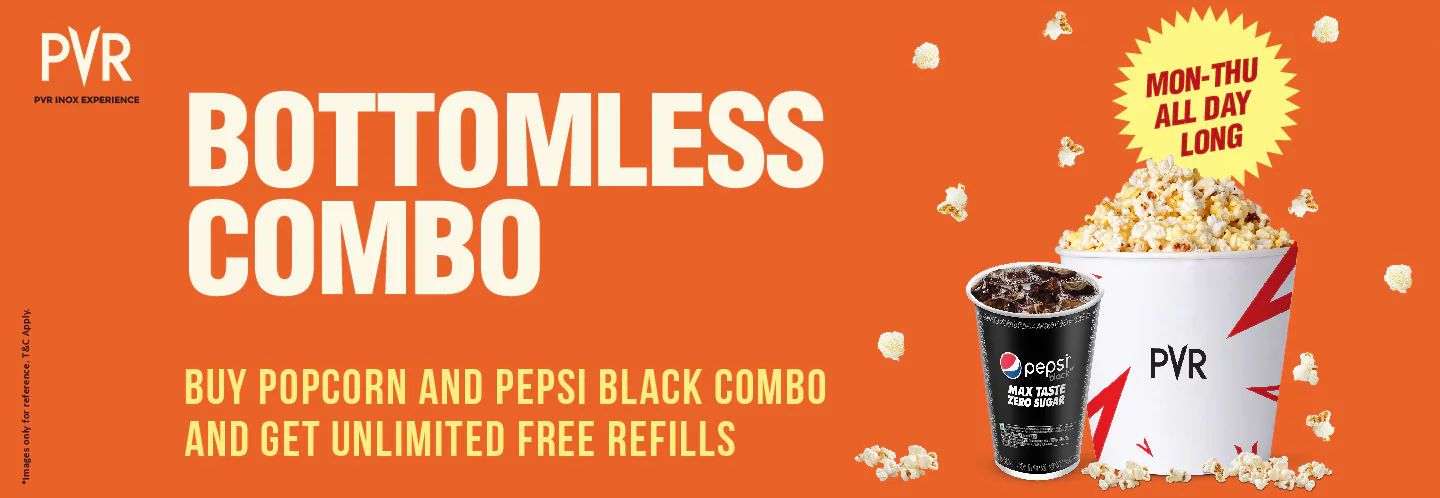 PVR
PVR INOX EXPERIENCE
BOTTOMLESS
COMBO
BUY POPCORN AND PEPSI BLACK COMBO
AND GET UNLIMITED FREE REFILLS
MON-THU
ALL DAY
LONG
pepsi
black
MAX TASTE
ZERO SUGAR
PVR
*Images only for reference. T&C Apply.